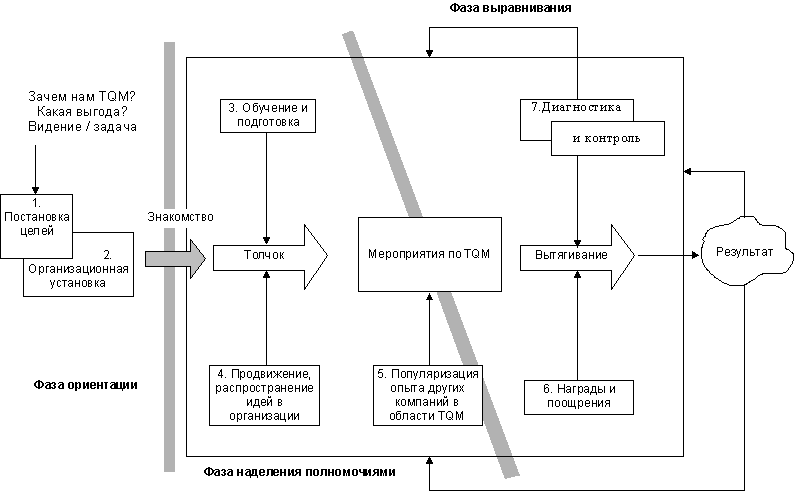 Фаза выравнивания
Зачем нам TQM?
Какая выгода?
Видение / задача
3. Обучение и
подготовка
7.Диагностика
и контроль
1.
Постановка
целей
2.
Организационная
установка
Знакомство
Толчок
Мероприятия по TQM
Вытягивание
Результат
Фаза ориентации
4. Продвижение,
распространение
идей в
организации
5. Популяризация
опыта других
компаний в
области TQM
6. Награды и
поощрения
Фаза наделения полномочиями